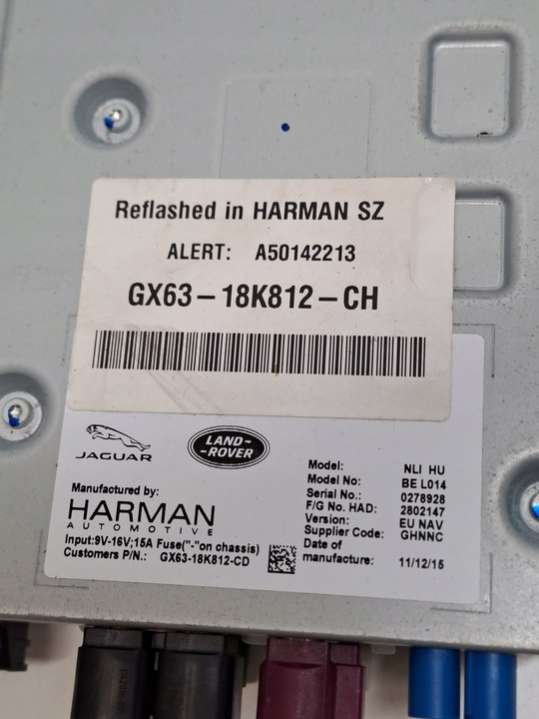 Reflashed in HARMAN SZ
ALERT: A50142213
GX63-18K812-CH
JAGUAR
LAND-
ROVER
Manufactured by:
HARMAN
AUTOMOTIVE
Input:9V-16V;15A Fuse("-"on chassis)
Customers P/N.: GX63-18K812-CD
Model: NLI HU
Model No: BE L014
Serial No.: 0278928
F/G No. HAD: 2802147
Version: EU NAV
Supplier Code: GHNNC
Date of
manufacture: 11/12/15